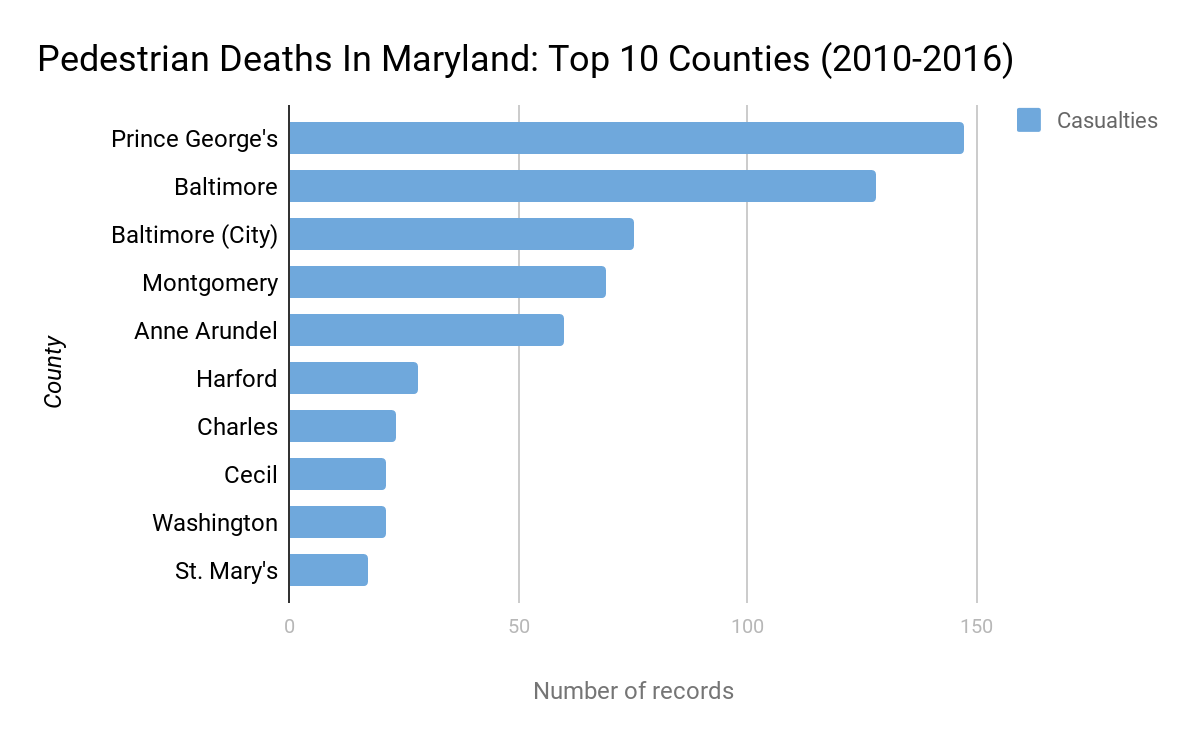 Pedestrian Deaths In Maryland: Top 10 Counties (2010-2016)
Casualties
County
Prince George's
Baltimore
Baltimore (City)
Montgomery
Anne Arundel
Harford
Charles
Cecil
Washington
St. Mary's
0 50 100 150
Number of records